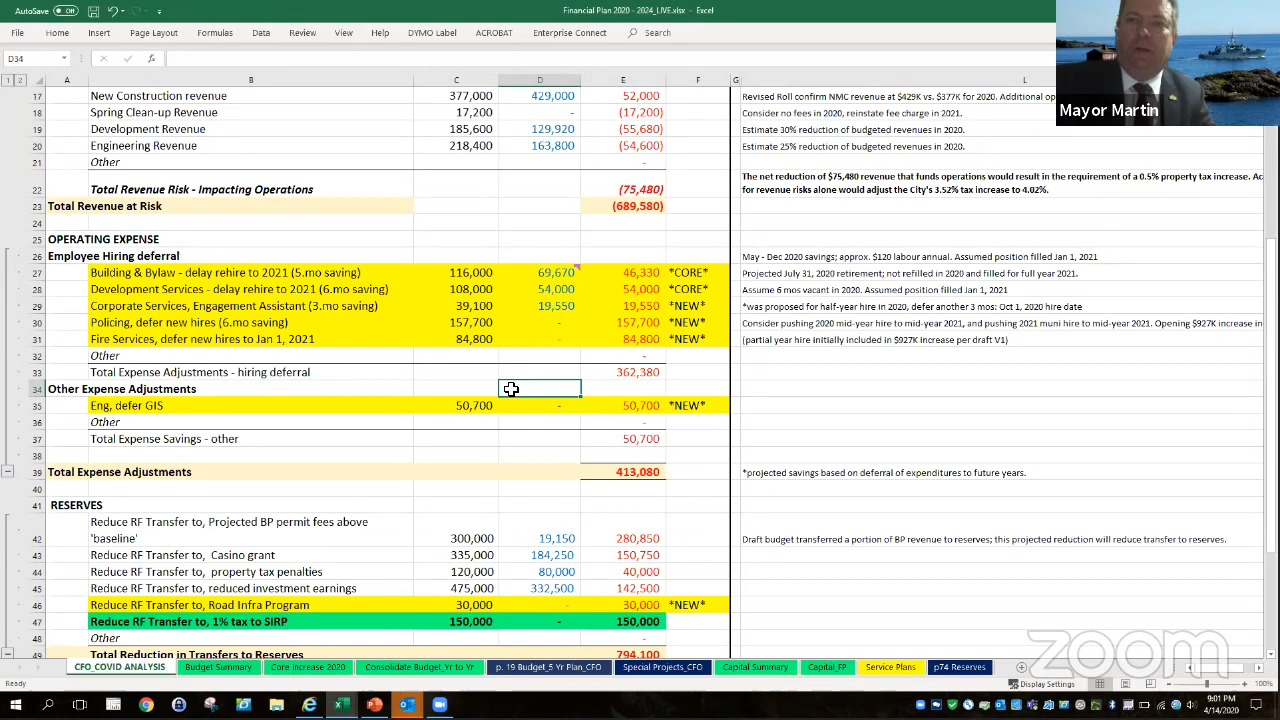 AutoSave Off Financial Plan 2020 - 2024_LIVE.xlsx - Excel
File Home Insert Page Layout Formulas Data Review View Help DYMO Label ACROBAT Enterprise Connect Search
D34 fx
1 2 A B C D E F G L
17 New Construction revenue 377,000 429,000 52,000 Revised Roll confirm NMC revenue at $429K vs. $377K for 2020. Additional op
18 Spring Clean-up Revenue 17,200 - (17,200) Consider no fees in 2020, reinstate fee charge in 2021.
19 Development Revenue 185,600 129,920 (55,680) Estimate 30% reduction of budgeted revenues in 2020.
20 Engineering Revenue 218,400 163,800 (54,600) Estimate 25% reduction of budgeted revenues in 2020.
21 Other -
The net reduction of $75,480 revenue that funds operations would result in the requirement of a 0.5% property tax increase. Ac
22 Total Revenue Risk - Impacting Operations (75,480) for revenue risks alone would adjust the City's 3.52% tax increase to 4.02%.
23 Total Revenue at Risk (689,580)
24
25 OPERATING EXPENSE
26 Employee Hiring deferral May - Dec 2020 savings; approx. $120 labour annual. Assumed position filled Jan 1, 2021
27 Building & Bylaw - delay rehire to 2021 (5.mo saving) 116,000 69,670 46,330 *CORE* Projected July 31, 2020 retirement; not refilled in 2020 and filled for full year 2021.
28 Development Services - delay rehire to 2021 (6.mo saving) 108,000 54,000 54,000 *CORE* Assume 6 mos vacant in 2020. Assumed position filled Jan 1, 2021
29 Corporate Services, Engagement Assistant (3.mo saving) 39,100 19,550 19,550 *NEW* *was proposed for half-year hire in 2020, defer another 3 mos: Oct 1, 2020 hire date
30 Policing, defer new hires (6.mo saving) 157,700 - 157,700 *NEW* Consider pushing 2020 mid-year hire to mid-year 2021, and pushing 2021 muni hire to mid-year 2021. Opening $927K increase in
31 Fire Services, defer new hires to Jan 1, 2021 84,800 - 84,800 *NEW* (partial year hire initially included in $927K increase per draft V1)
32 Other -
33 Total Expense Adjustments - hiring deferral 362,380
34 Other Expense Adjustments
35 Eng, defer GIS 50,700 - 50,700 *NEW*
36 Other -
37 Total Expense Savings - other 50,700
38
39 Total Expense Adjustments 413,080 *projected savings based on deferral of expenditures to future years.
40
41 RESERVES
Reduce RF Transfer to, Projected BP permit fees above
42 'baseline' 300,000 19,150 280,850 Draft budget transferred a portion of BP revenue to reserves; this projected reduction will reduce transfer to reserves.
43 Reduce RF Transfer to, Casino grant 335,000 184,250 150,750
44 Reduce RF Transfer to, property tax penalties 120,000 80,000 40,000
45 Reduce RF Transfer to, reduced investment earnings 475,000 332,500 142,500
46 Reduce RF Transfer to, Road Infra Program 30,000 - 30,000 *NEW*
47 Reduce RF Transfer to, 1% tax to SIRP 150,000 - 150,000
48 Other -
49 Total Reduction in Transfers to Reserves 794,100
CFO_COVID ANALYSIS Budget Summary Core Increase 2020 Consolidate Budget_Yr to Yr p. 19 Budget_5 Yr Plan_CFO Special Projects_CFO Capital Summary Capital_FP Service Plans p74 Reserves
Ready Display Settings 100%
9:01 PM
4/14/2020
Mayor Martin
zoom